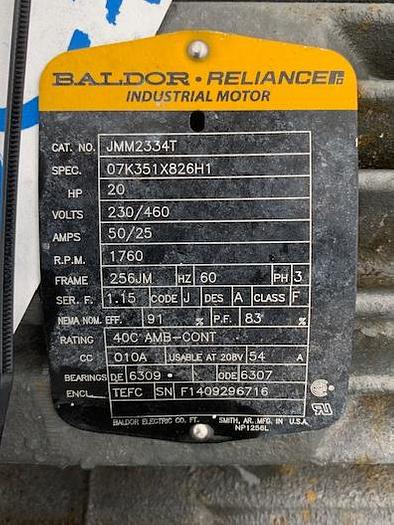 BALDOR • RELIANCE
INDUSTRIAL MOTOR
CAT. NO. JMM2334T
SPEC. 07K351X826H1
HP 20
VOLTS 230/460
AMPS 50/25
R.P.M. 1760
FRAME 256JM HZ 60 PH 3
SER. F. 1.15 CODE J DES A CLASS F
NEMA NOM. EFF. 91 % P.F. 83 %
RATING 40C AMB-CONT
CC 010A USABLE AT 208V 54 A
BEARINGS DE 6309 ODE 6307
ENCL TEFC SN F1409296716
BALDOR ELECTRIC CO. FT. SMITH, AR. MFG. IN U.S.A.
NP1256L